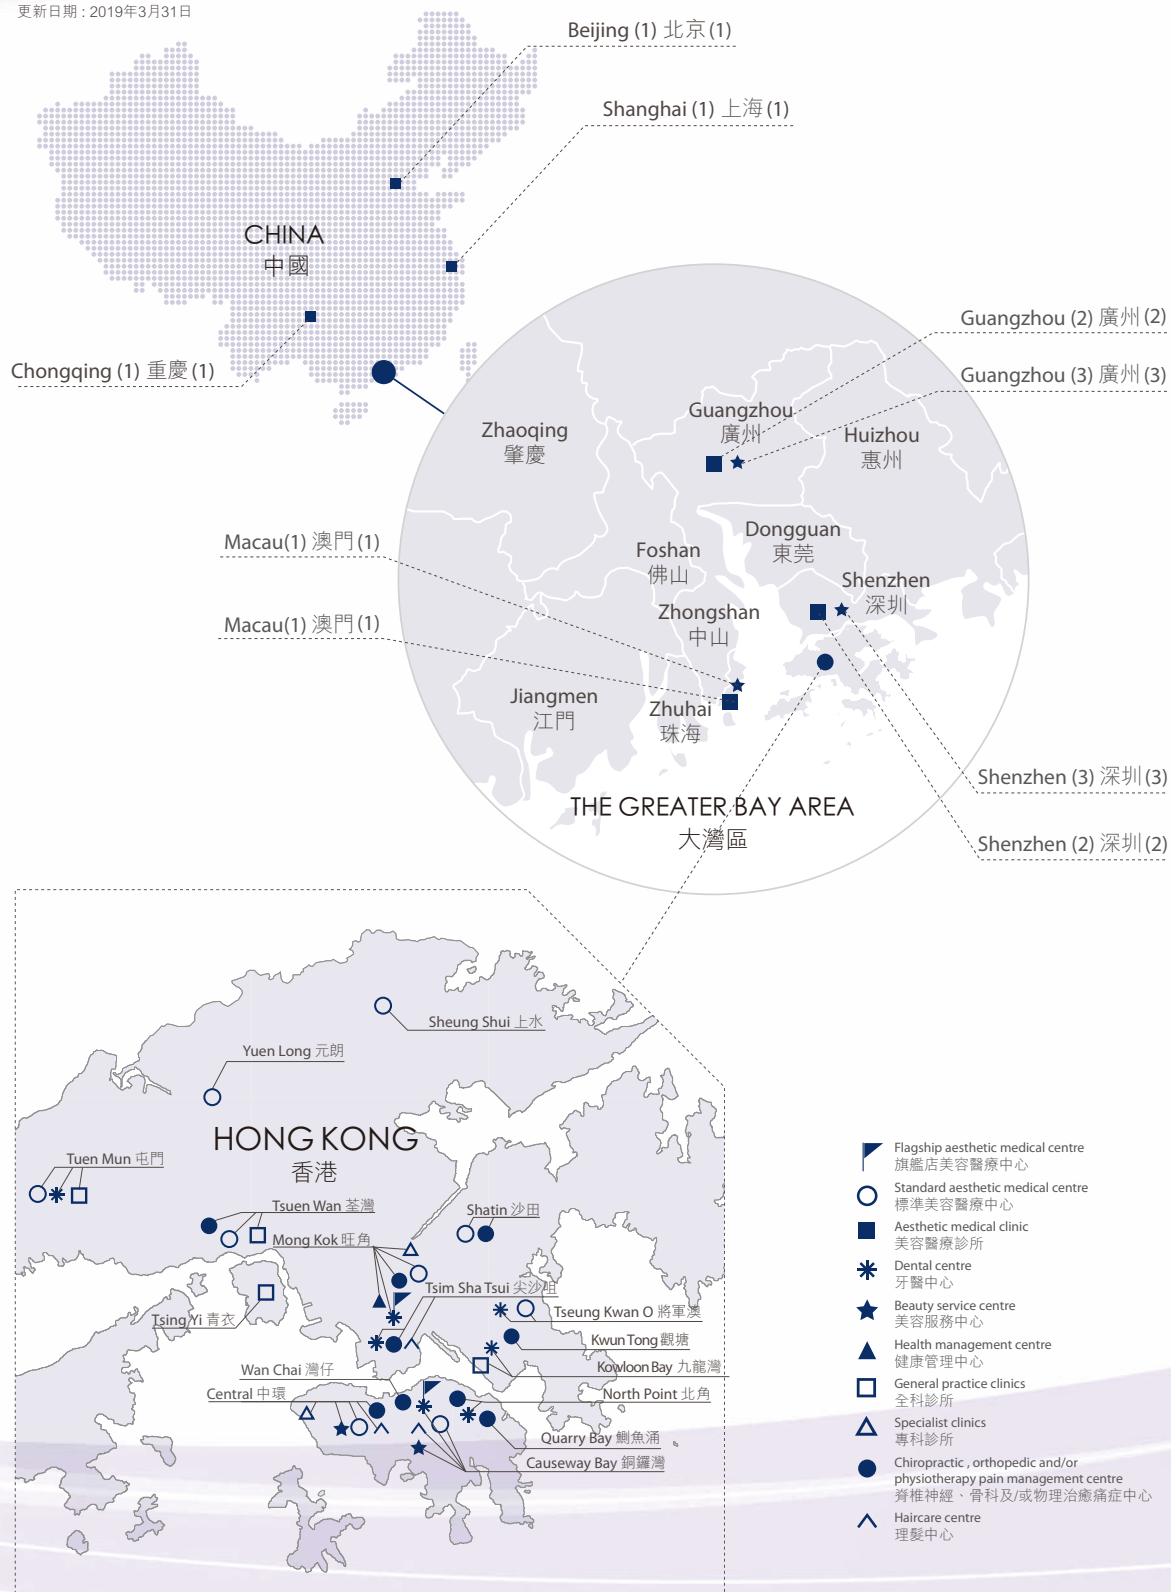 更新日期 : 2019年3月31日
Beijing (1) 北京(1)
Shanghai (1) 上海(1)
CHINA
中國
Chongqing (1) 重慶(1)
Guangzhou (2) 廣州(2)
Guangzhou (3) 廣州(3)
Guangzhou
廣州
Zhaoqing
肇慶
Huizhou
惠州
Dongguan
東莞
Macau(1) 澳門(1)
Foshan
佛山
Shenzhen
深圳
Zhongshan
中山
Macau(1) 澳門(1)
Jiangmen
江門
Zhuhai
珠海
Shenzhen (3) 深圳(3)
THE GREATER BAY AREA
大灣區
Shenzhen (2) 深圳(2)
Sheung Shui 上水
Yuen Long 元朗
HONG KONG
香港
Tuen Mun 屯門
Tsuen Wan 荃灣
Shatin 沙田
Mong Kok 旺角
Tsim Sha Tsui 尖沙咀
Tsing Yi 青衣
Tseung Kwan O 將軍澳
Kwun Tong 觀塘
Wan Chai 灣仔
Kowloon Bay 九龍灣
Central 中環
North Point 北角
Quarry Bay 鰂魚涌
Causeway Bay 銅鑼灣
Flagship aesthetic medical centre
旗艦店美容醫療中心
Standard aesthetic medical centre
標準美容醫療中心
Aesthetic medical clinic
美容醫療診所
Dental centre
牙醫中心
Beauty service centre
美容服務中心
Health management centre
健康管理中心
General practice clinics
全科診所
Specialist clinics
專科診所
Chiropractic , orthopedic and/or
physiotherapy pain management centre
脊椎神經、骨科及/或物理治癒痛症中心
Haircare centre
理髮中心